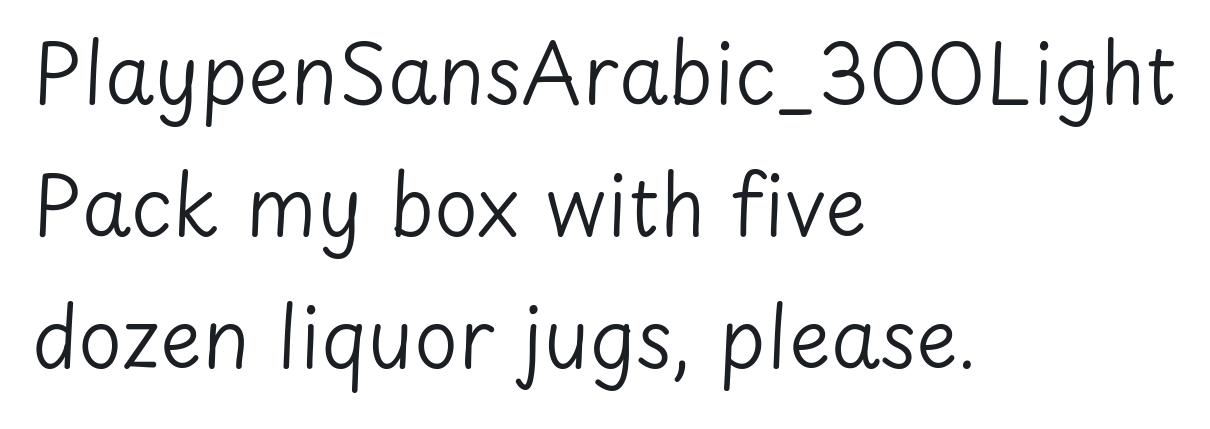 PlaypenSansArabic_300Light
Pack my box with five
dozen liquor jugs, please.